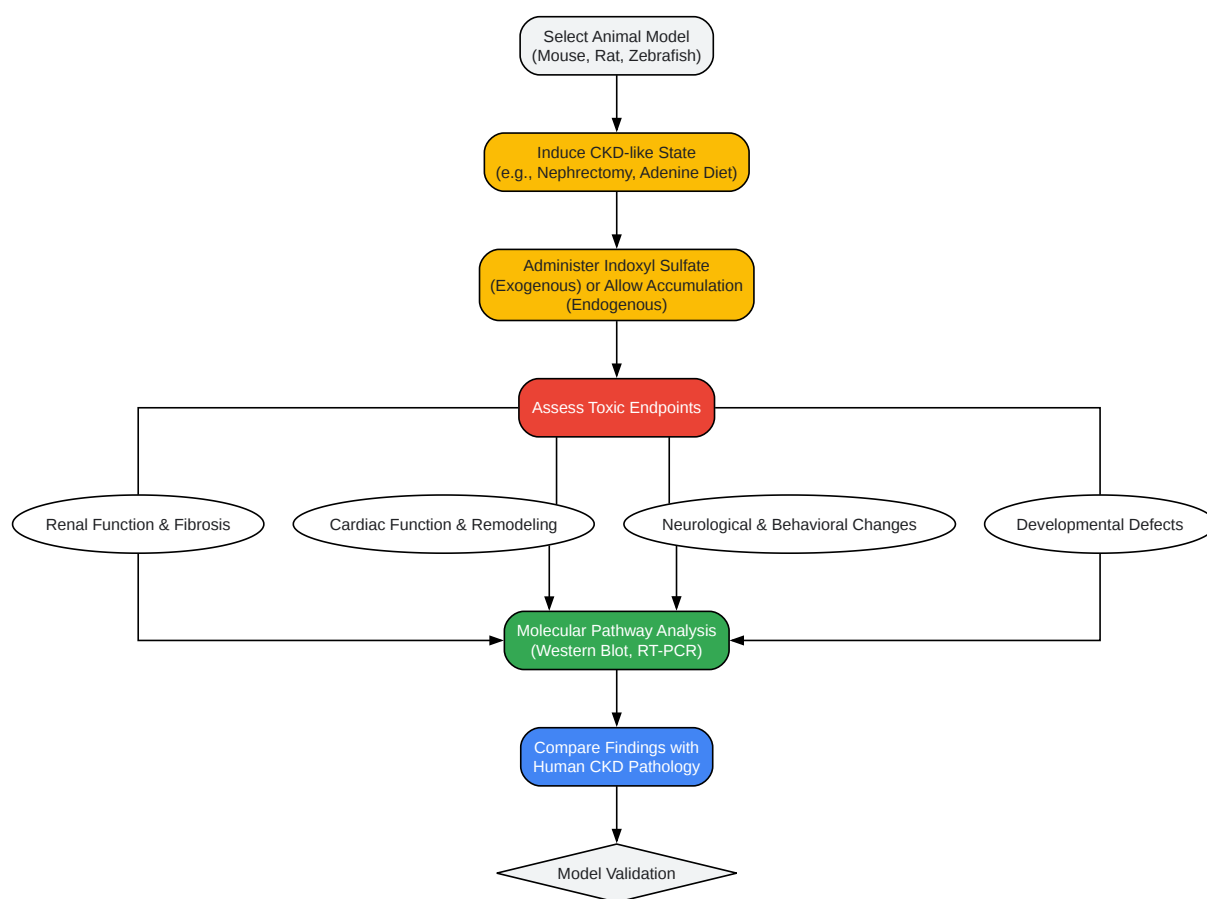 Select Animal Model
(Mouse, Rat, Zebrafish)
Induce CKD-like State
(e.g., Nephrectomy, Adenine Diet)
Administer Indoxyl Sulfate
(Exogenous) or Allow Accumulation
(Endogenous)
Assess Toxic Endpoints
Renal Function & Fibrosis
Cardiac Function & Remodeling
Neurological & Behavioral Changes
Developmental Defects
Molecular Pathway Analysis
(Western Blot, RT-PCR)
Compare Findings with
Human CKD Pathology
Model Validation